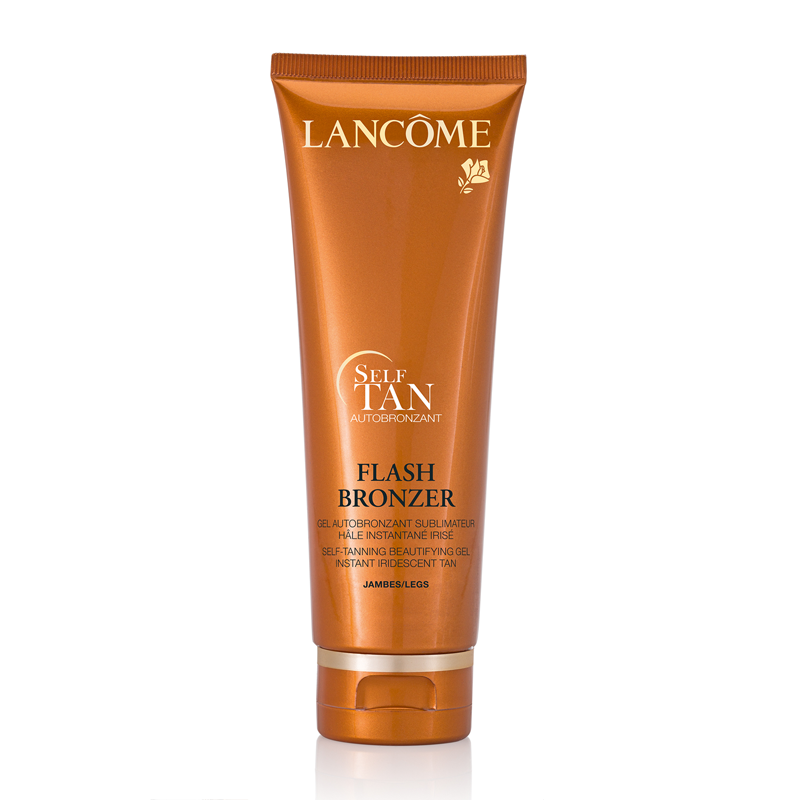 LANCÔME
SELF
TAN
AUTOBRONZANT
FLASH
BRONZER
GEL AUTOBRONZANT SUBLIMATEUR
HÂLE INSTANTANÉ IRISÉ
SELF-TANNING BEAUTIFYING GEL
INSTANT IRIDESCENT TAN
JAMBES/LEGS